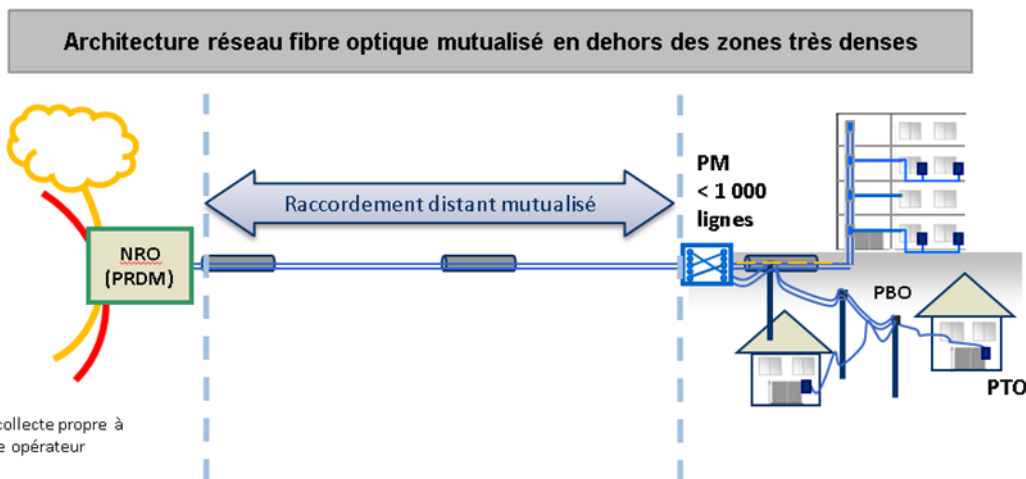 Architecture réseau fibre optique mutualisé en dehors des zones très denses
Raccordement distant mutualisé
PM
< 1 000
lignes
NRO
(PRDM)
PBO
PTO
collecte propre à
e opérateur